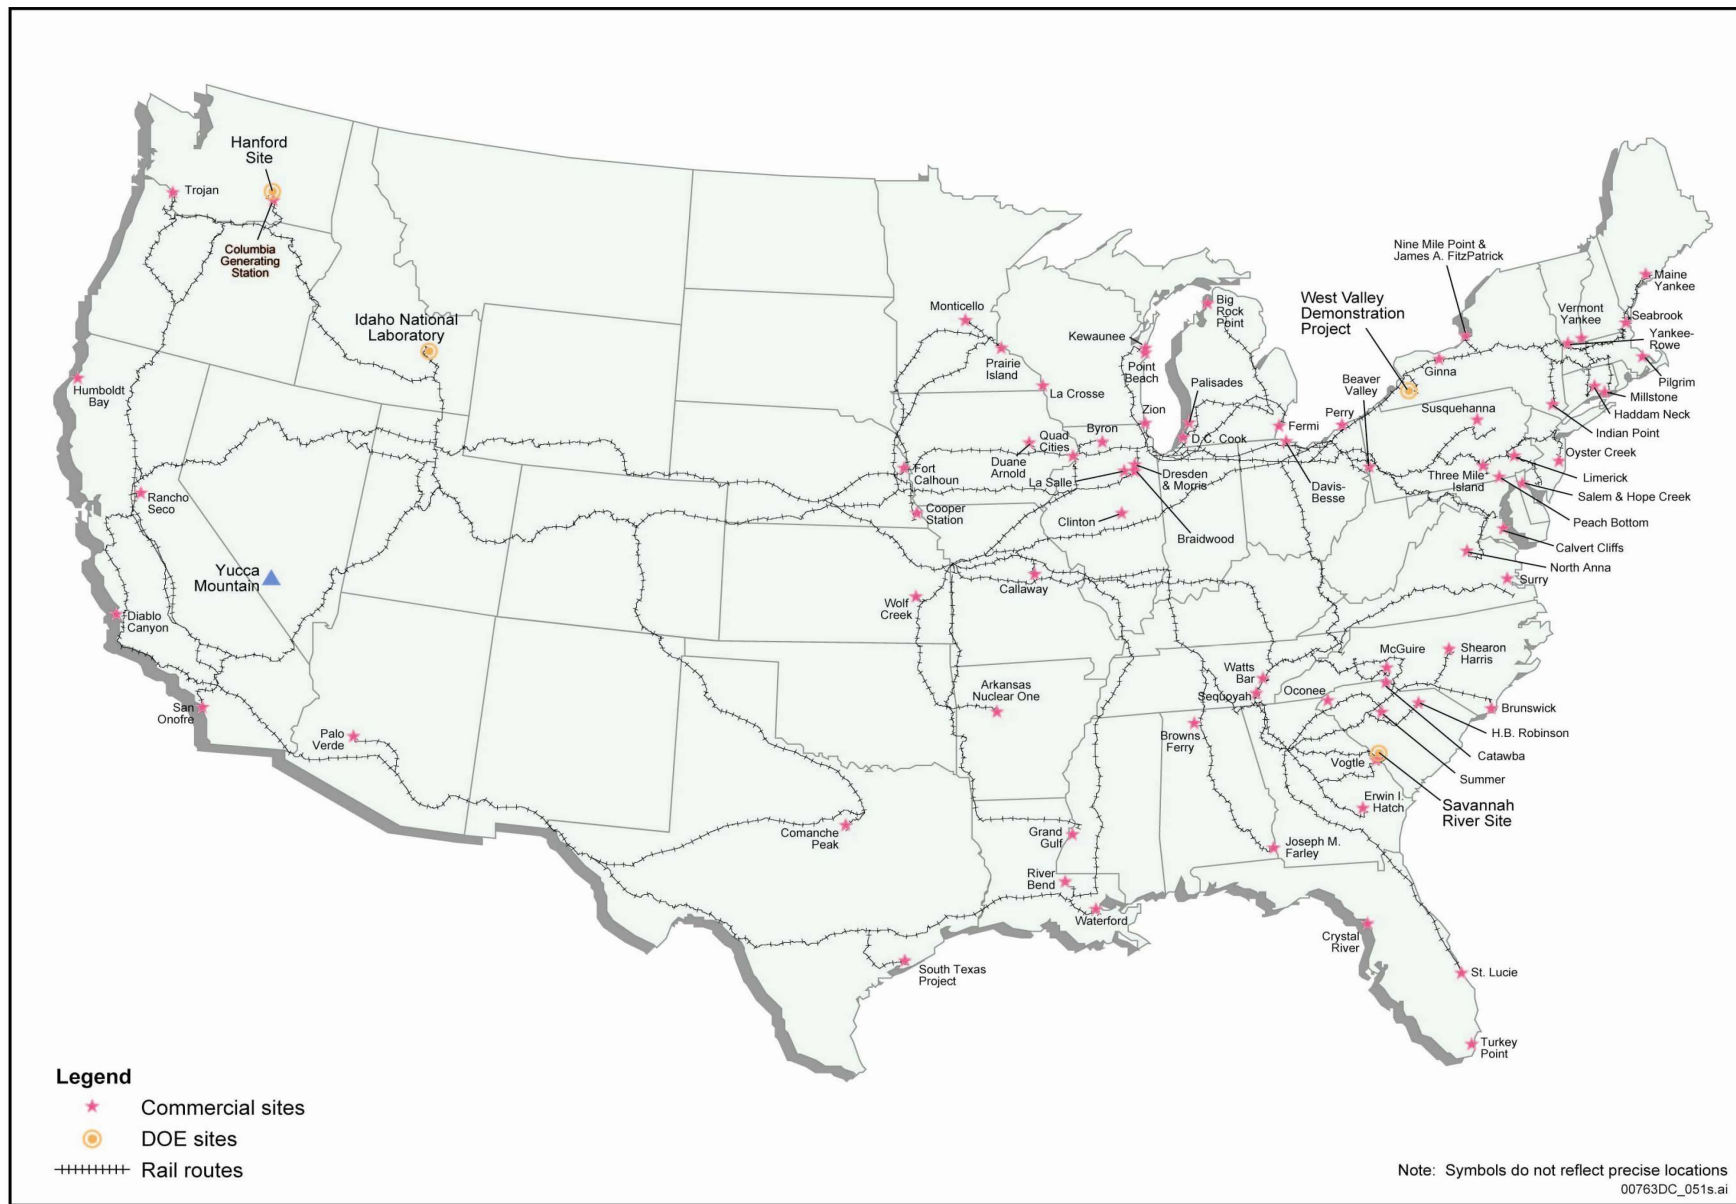 Hanford
Site
Trojan
Columbia
Generating
Station
Idaho National
Laboratory
Humboldt
Bay
Rancho
Seco
Yucca
Mountain
Diablo
Canyon
San
Onofre
Palo
Verde
Monticello
Prairie
Island
La Crosse
Kewaunee
Point
Beach
Big
Rock
Point
Palisades
Zion
D.C. Cook
Byron
Quad
Cities
Duane
Arnold
La Salle
Dresden
& Morris
Braidwood
Clinton
Fort
Calhoun
Cooper
Station
Wolf
Creek
Callaway
Arkansas
Nuclear One
Comanche
Peak
Grand
Gulf
River
Bend
Waterford
South Texas
Project
Nine Mile Point &
James A. FitzPatrick
West Valley
Demonstration
Project
Beaver
Valley
Perry
Fermi
Davis-
Besse
Ginna
Susquehanna
Three Mile
Island
Vermont
Yankee
Maine
Yankee
Seabrook
Yankee-
Rowe
Pilgrim
Millstone
Haddam Neck
Indian Point
Oyster Creek
Limerick
Salem & Hope Creek
Peach Bottom
Calvert Cliffs
North Anna
Surry
McGuire
Shearon
Harris
Watts
Bar
Sequoyah
Oconee
Brunswick
H.B. Robinson
Catawba
Summer
Browns
Ferry
Vogtle
Savannah
River Site
Erwin I.
Hatch
Joseph M.
Farley
Crystal
River
St. Lucie
Turkey
Point
Legend
Commercial sites
DOE sites
Rail routes
Note: Symbols do not reflect precise locations
00763DC_051s.ai